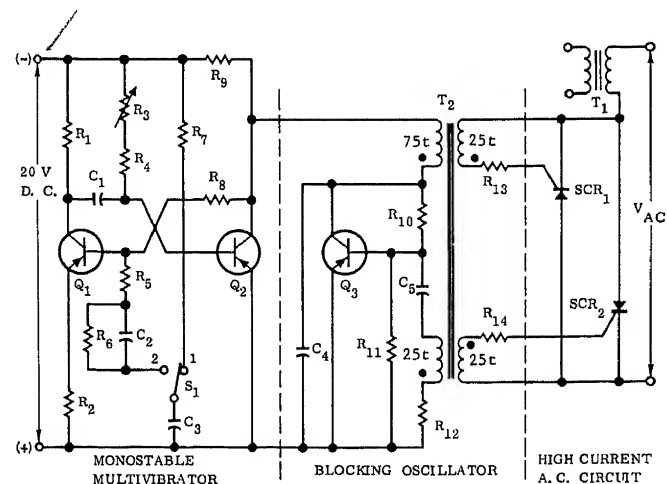 (-)
R9
T2
T1
R1
R3
R7
75t
25t
R4
R13
SCR1
20 V
D. C.
C1
R8
R10
VAC
Q1
R5
Q2
Q3
C5
SCR2
R6
C2
R14
2
1
C4
R11
25t
25t
S1
R2
C3
R12
(+)
MONOSTABLE
MULTIVIBRATOR
BLOCKING OSCILLATOR
HIGH CURRENT
A. C. CIRCUIT